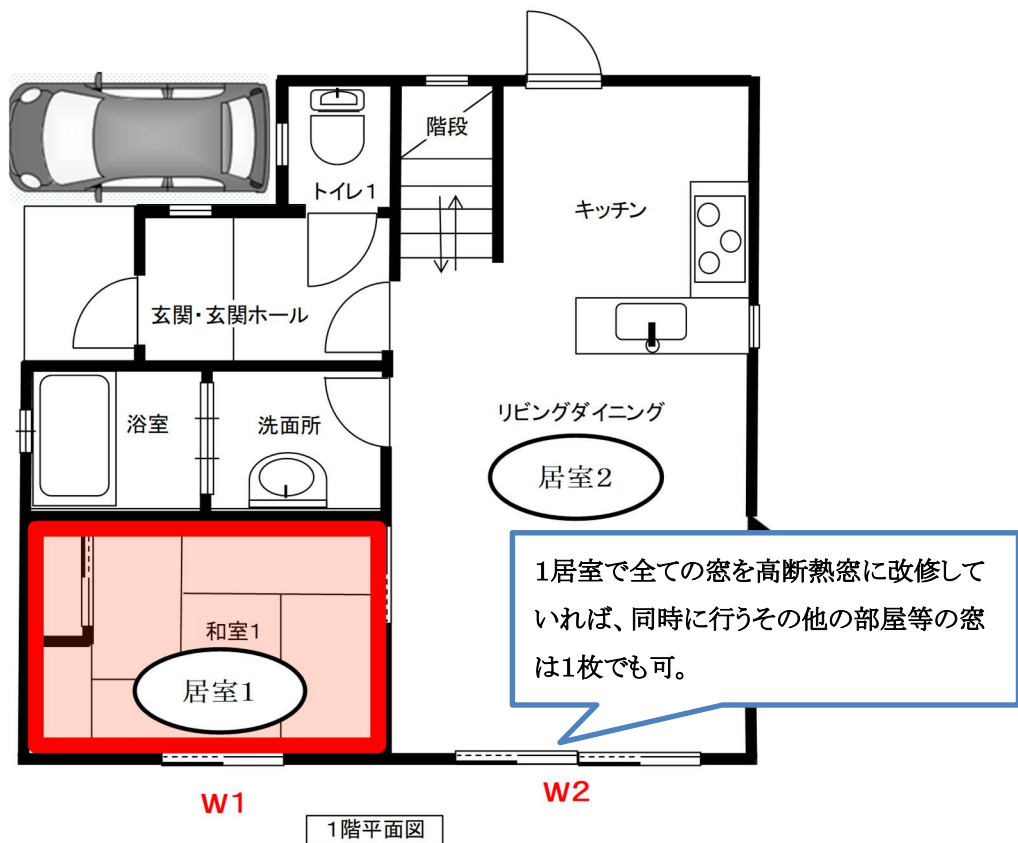 階段
トイレ1
キッチン
玄関・玄関ホール
リビングダイニング
浴室
洗面所
居室2
1居室で全ての窓を高断熱窓に改修して
いれば、同時に行うその他の部屋等の窓
は1枚でも可。
和室1
居室1
W1
W2
1階平面図